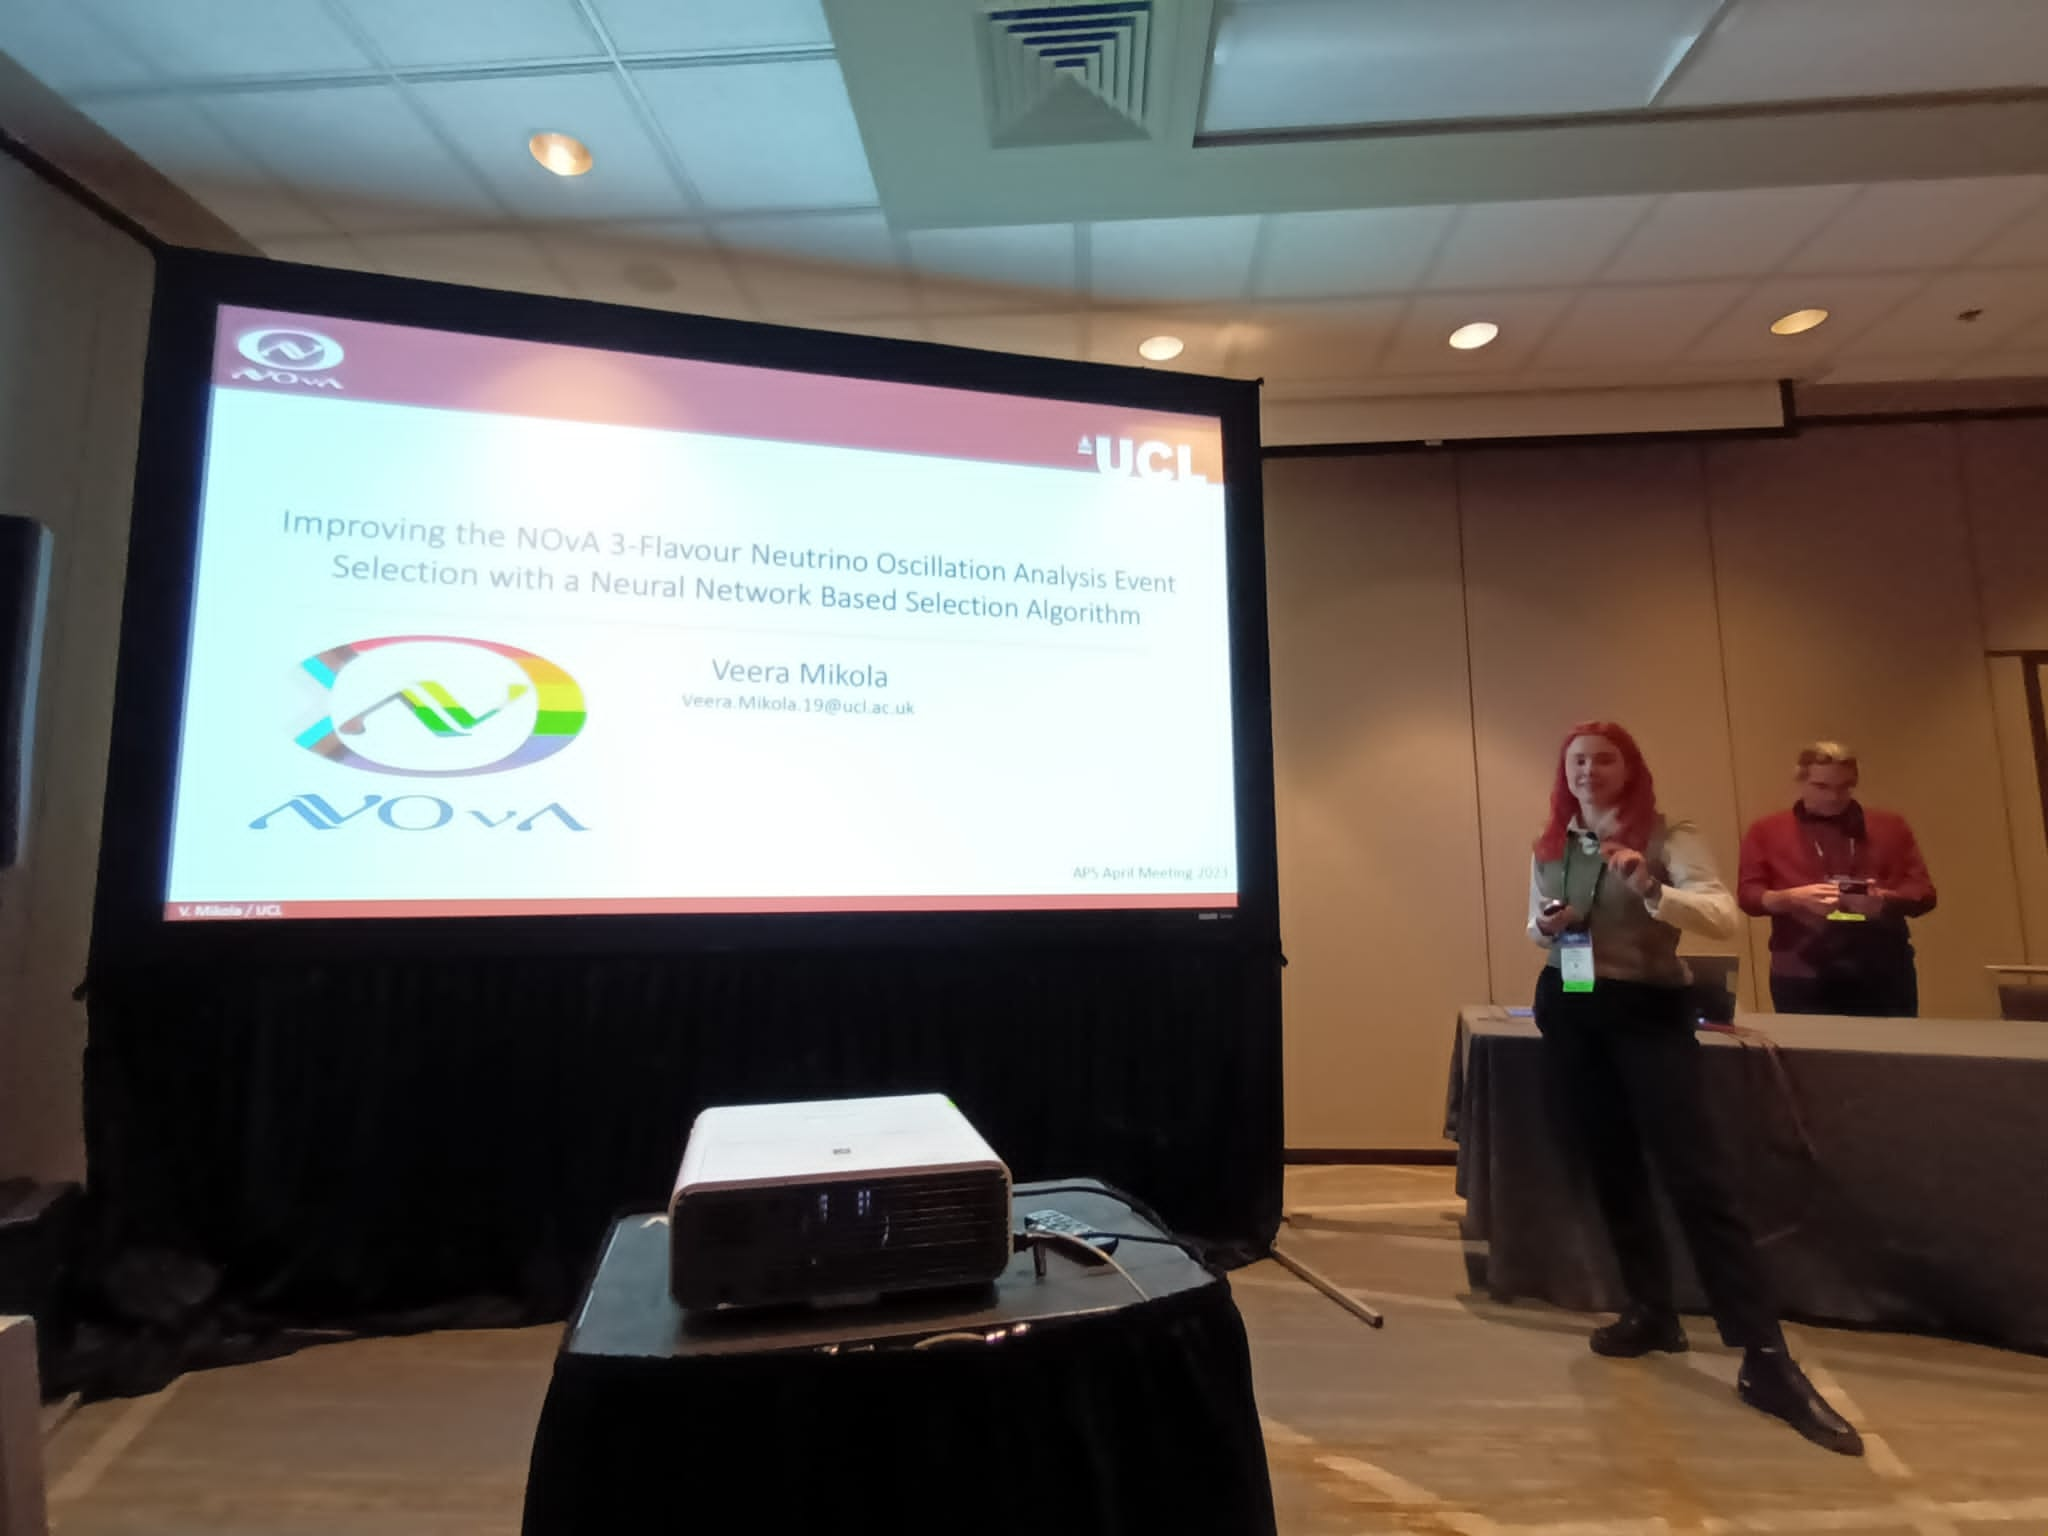 NOvA
UCL
Improving the NOvA 3-Flavour Neutrino Oscillation Analysis Event
Selection with a Neural Network Based Selection Algorithm
Veera Mikola
Veera.Mikola.19@ucl.ac.uk
NOvA
APS April Meeting 2023
V. Mikola / UCL